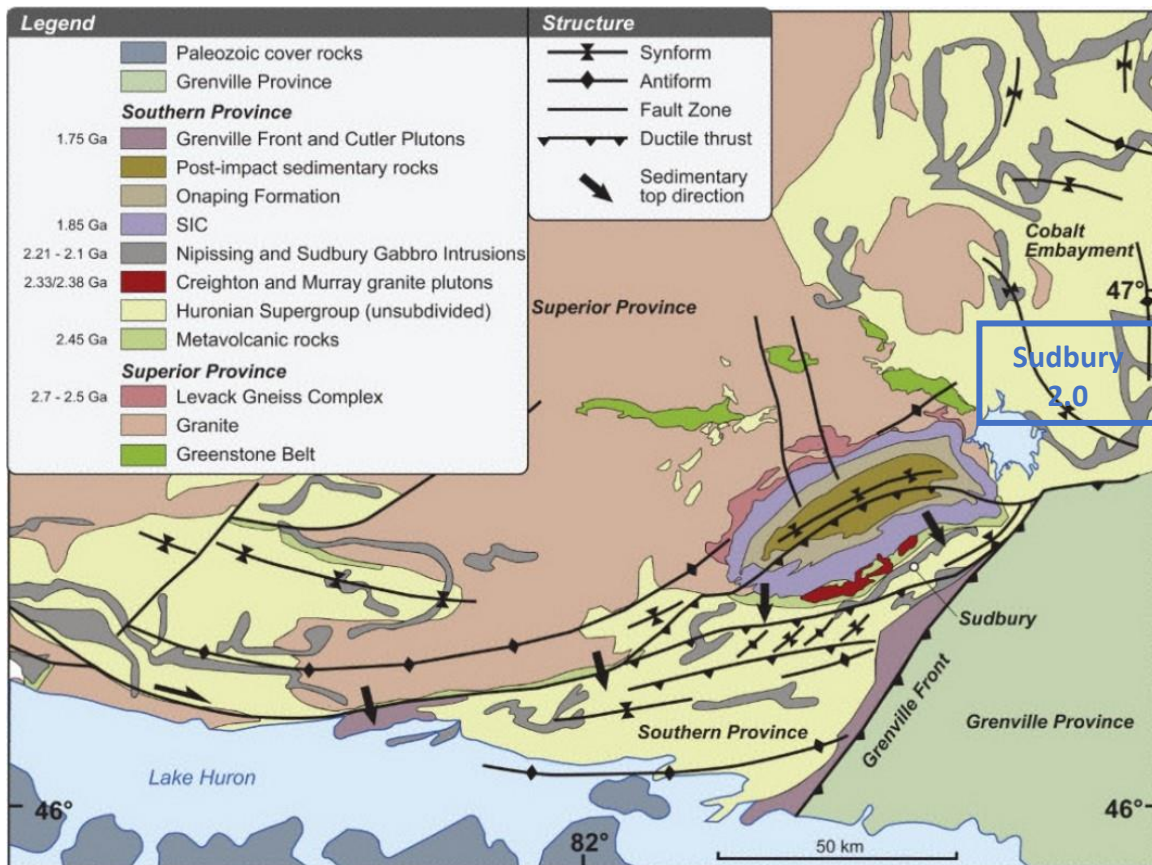 Legend
Paleozoic cover rocks
Grenville Province
Southern Province
1.75 Ga Grenville Front and Cutler Plutons
Post-impact sedimentary rocks
Onaping Formation
1.85 Ga SIC
2.21 - 2.1 Ga Nipissing and Sudbury Gabbro Intrusions
2.33/2.38 Ga Creighton and Murray granite plutons
Huronian Supergroup (unsubdivided)
2.45 Ga Metavolcanic rocks
Superior Province
2.7 - 2.5 Ga Levack Gneiss Complex
Granite
Greenstone Belt
Structure
Synform
Antiform
Fault Zone
Ductile thrust
Sedimentary
top direction
Cobalt
Embayment
47°
Superior Province
Sudbury
2.0
Sudbury
Grenville Front
Grenville Province
Southern Province
Lake Huron
46°
46°
82°
50 km